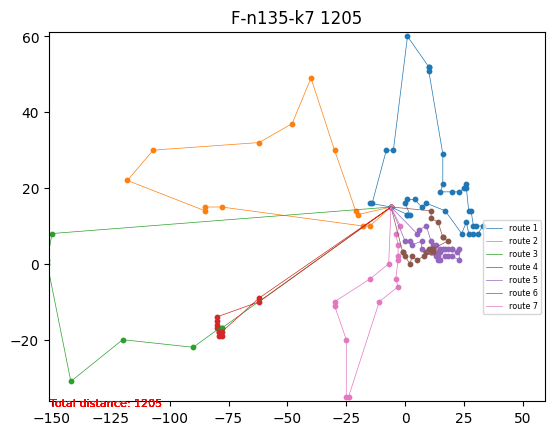 F-n135-k7 1205
60
40
20
0
−20
−150
−125
−100
−75
−50
−25
0
25
50
route 1
route 2
route 3
route 4
route 5
route 6
route 7
Total distance: 1205